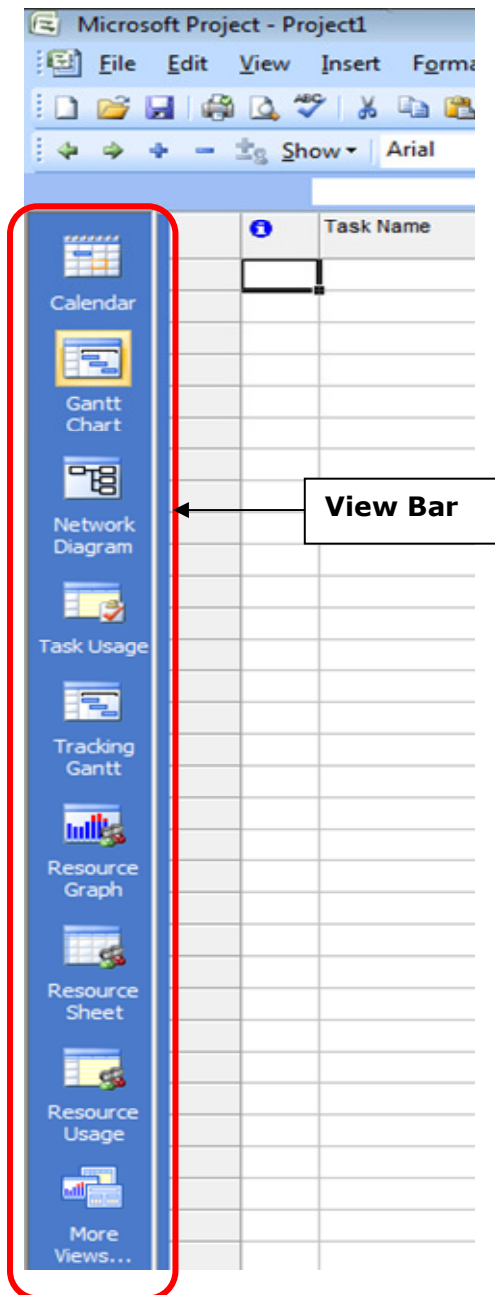 Microsoft Project - Project1
File Edit View Insert Forma
ABC
Show Arial
Task Name
Calendar
Gantt
Chart
Network
Diagram
View Bar
Task Usage
Tracking
Gantt
Resource
Graph
Resource
Sheet
Resource
Usage
More
Views...